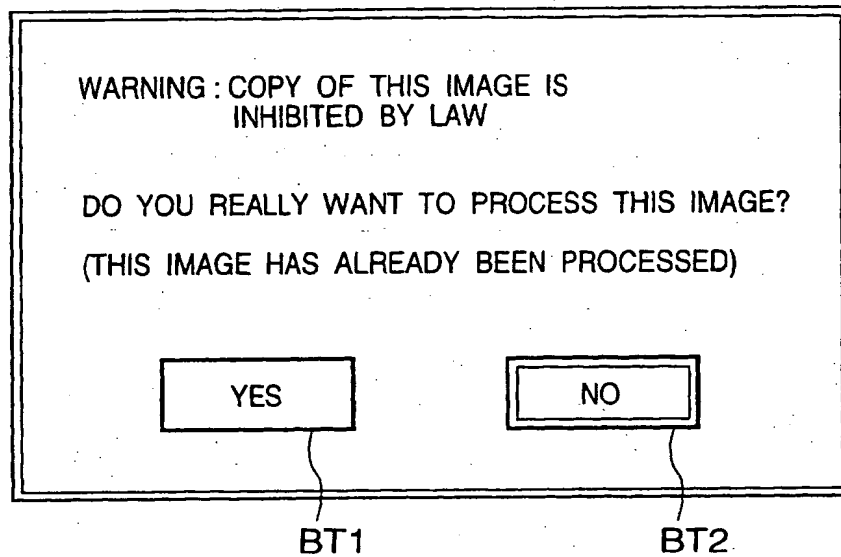 WARNING : COPY OF THIS IMAGE IS
INHIBITED BY LAW
DO YOU REALLY WANT TO PROCESS THIS IMAGE?
(THIS IMAGE HAS ALREADY BEEN PROCESSED)
YES NO
BT1 BT2